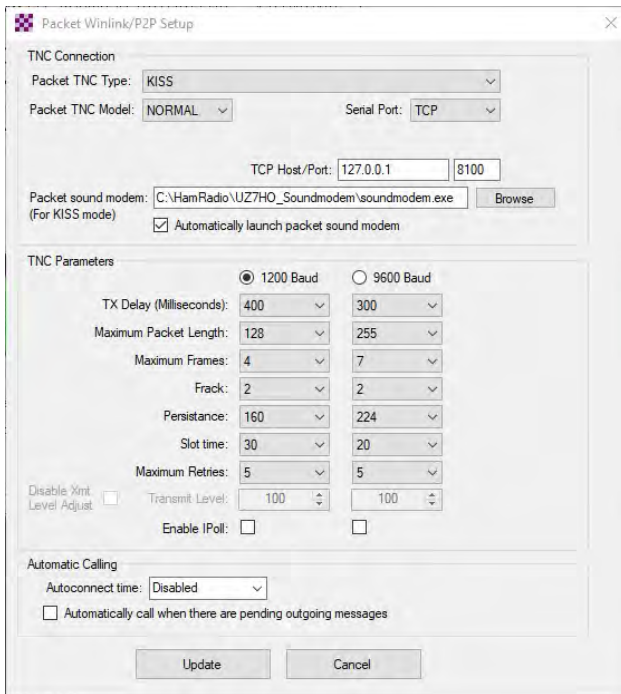 Packet Winlink/P2P Setup
TNC Connection
Packet TNC Type: KISS
Packet TNC Model: NORMAL Serial Port: TCP
TCP Host/Port: 127.0.0.1 8100
Packet sound modem: C:\HamRadio\UZ7HO_Soundmodem\soundmodem.exe Browse
(For KISS mode)
Automatically launch packet sound modem
TNC Parameters
1200 Baud 9600 Baud
TX Delay (Milliseconds): 400 300
Maximum Packet Length: 128 255
Maximum Frames: 4 7
Frack: 2 2
Persistance: 160 224
Slot time: 30 20
Maximum Retries: 5 5
Disable Xmt
Level Adjust Transmit Level: 100 100
Enable IPoll:
Automatic Calling
Autoconnect time: Disabled
Automatically call when there are pending outgoing messages
Update Cancel